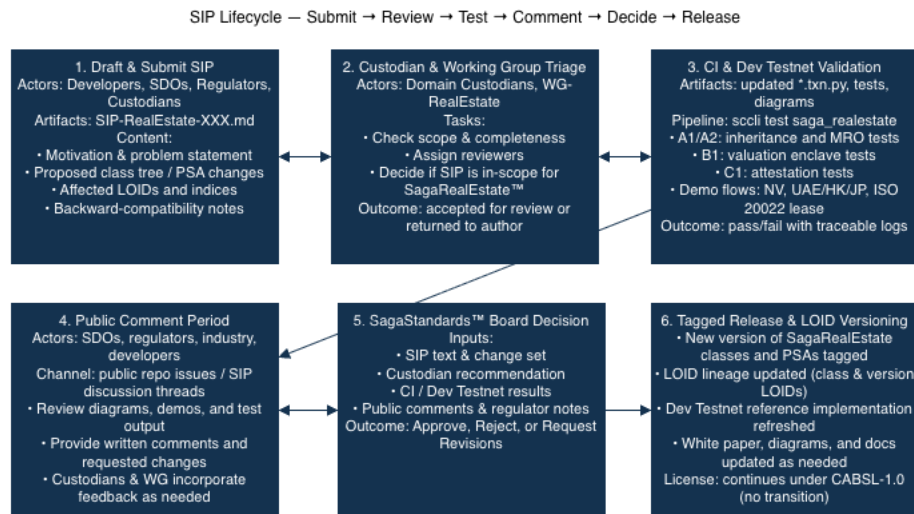 SIP Lifecycle — Submit → Review → Test → Comment → Decide → Release
1. Draft & Submit SIP
Actors: Developers, SDOs, Regulators,
Custodians
Artifacts: SIP-RealEstate-XXX.md
Content:
• Motivation & problem statement
• Proposed class tree / PSA changes
• Affected LOIDs and indices
• Backward-compatibility notes
2. Custodian & Working Group Triage
Actors: Domain Custodians, WG-
RealEstate
Tasks:
• Check scope & completeness
• Assign reviewers
• Decide if SIP is in-scope for
SagaRealEstate™
Outcome: accepted for review or
returned to author
3. CI & Dev Testnet Validation
Artifacts: updated *.txn.py, tests,
diagrams
Pipeline: sccli test saga_realestate
• A1/A2: inheritance and MRO tests
• B1: valuation enclave tests
• C1: attestation tests
• Demo flows: NV, UAE/HK/JP, ISO
20022 lease
Outcome: pass/fail with traceable logs
4. Public Comment Period
Actors: SDOs, regulators, industry,
developers
Channel: public repo issues / SIP
discussion threads
• Review diagrams, demos, and test
output
• Provide written comments and
requested changes
• Custodians & WG incorporate
feedback as needed
5. SagaStandards™ Board Decision
Inputs:
• SIP text & change set
• Custodian recommendation
• CI / Dev Testnet results
• Public comments & regulator notes
Outcome: Approve, Reject, or Request
Revisions
6. Tagged Release & LOID Versioning
• New version of SagaRealEstate
classes and PSAs tagged
• LOID lineage updated (class & version
LOIDs)
• Dev Testnet reference implementation
refreshed
• White paper, diagrams, and docs
updated as needed
License: continues under CABSL-1.0
(no transition)